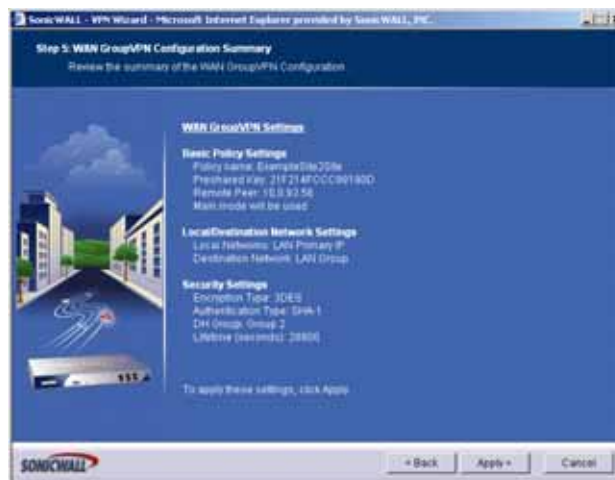 SonicWALL - VPN Wizard - Microsoft Internet Explorer provided by SonicWALL, INC.
Step 5: WAN GroupVPN Configuration Summary
Review the summary of the WAN GroupVPN Configuration
WAN GroupVPN Settings
Basic Policy Settings
Policy name: ExampleSite2Site
Preshared Key:
Remote Peer: 10.0.93.56
Main mode will be used
Local/Destination Network Settings
Local Networks: LAN Primary IP
Destination Network: LAN Group
Security Settings
Encryption Type: 3DES
Authentication Type: SHA-1
DH Group: Group 2
Lifetime (seconds): 28800
To apply these settings, click Apply
SONICWALL
< Back
Apply >
Cancel